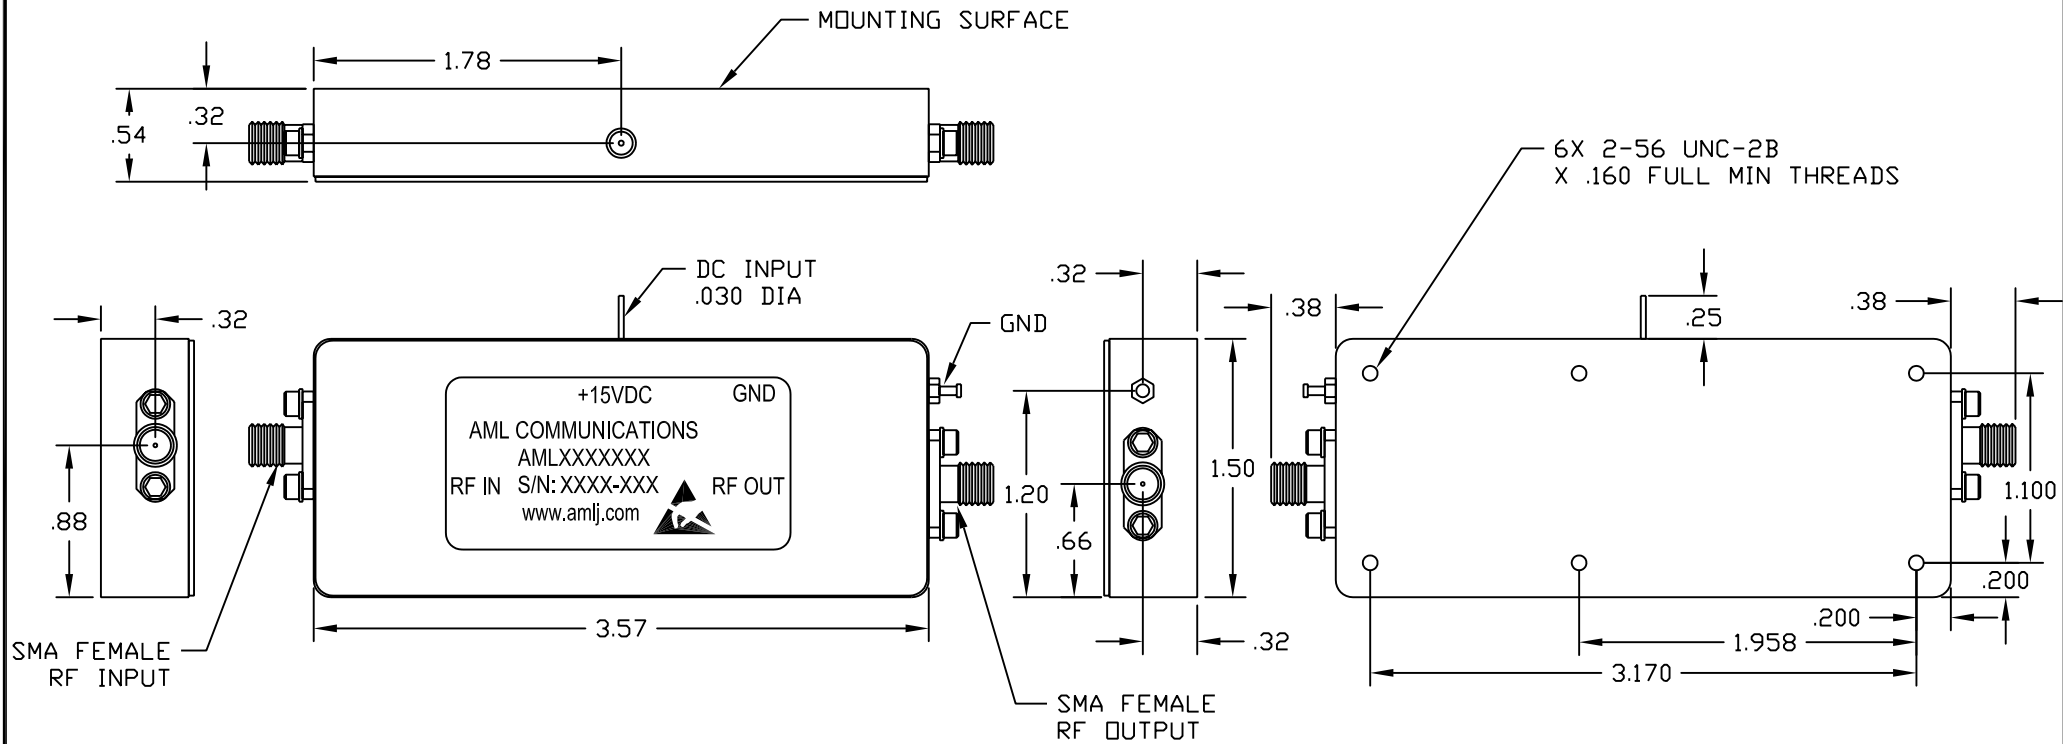 MOUNTING SURFACE
1.78
.32
.54
6X 2-56 UNC-2B
X .160 FULL MIN THREADS
DC INPUT
.030 DIA
.32
.32
.38
.25
.38
GND
+15VDC GND
AML COMMUNICATIONS
AMLXXXXXXX
RF IN S/N: XXXX-XXX RF OUT
www.amlj.com
.88
1.20
1.50
.66
1.100
.200
.200
3.57
.32
1.958
3.170
SMA FEMALE
RF INPUT
SMA FEMALE
RF OUTPUT